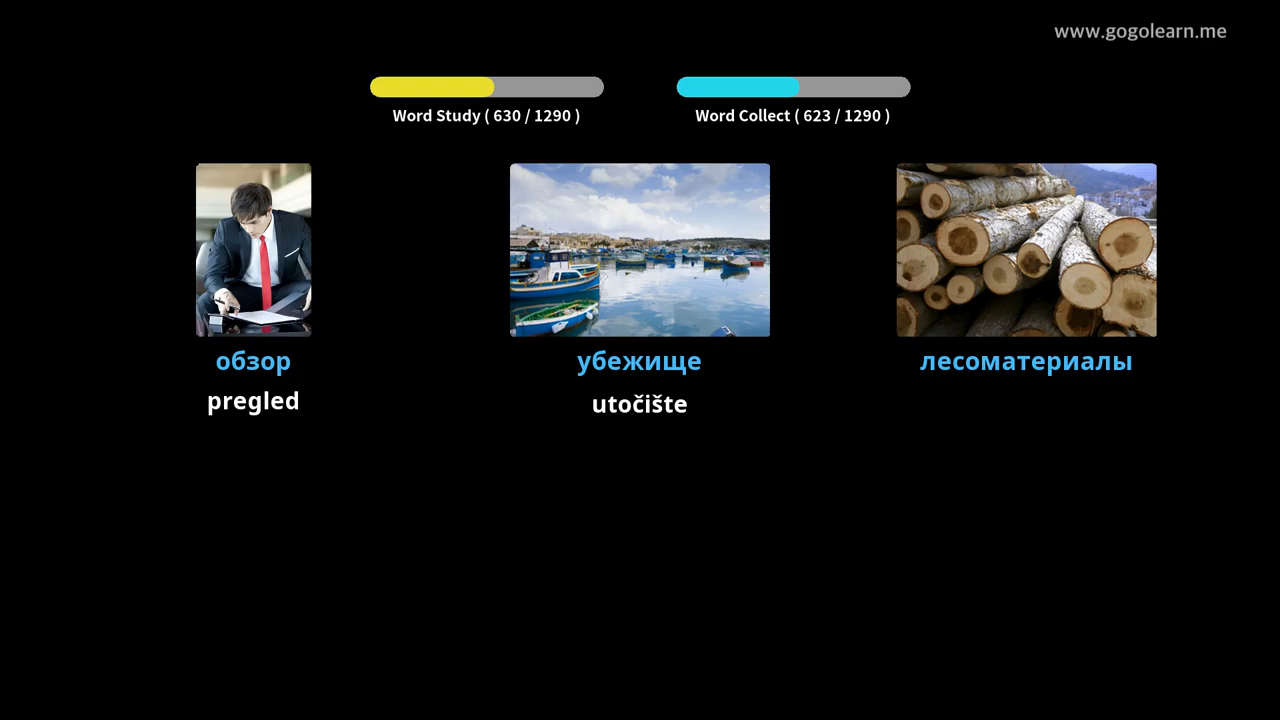 www.gogolearn.me
Word Study ( 630 / 1290 )
Word Collect ( 623 / 1290 )
обзор
убежище
лесоматериалы
pregled
utočište